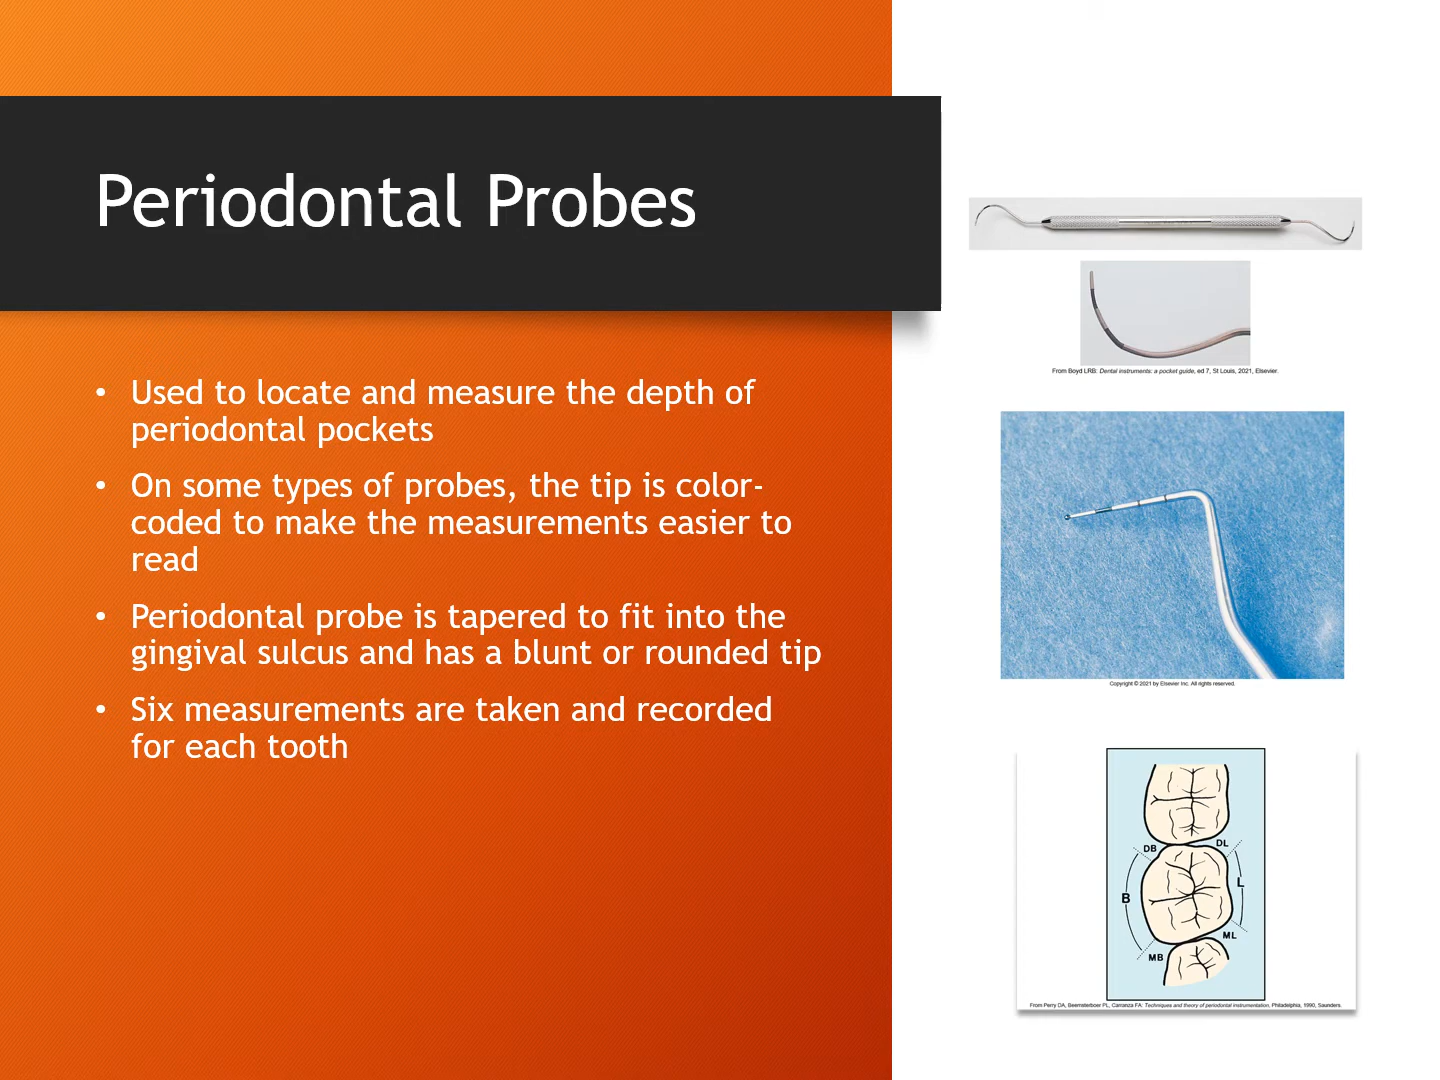 Periodontal Probes
• Used to locate and measure the depth of
periodontal pockets
• On some types of probes, the tip is color-
coded to make the measurements easier to
read
• Periodontal probe is tapered to fit into the
gingival sulcus and has a blunt or rounded tip
• Six measurements are taken and recorded
for each tooth
From Boyd LRB: Dental instruments: a pocket guide, ed 7, St Louis, 2021, Elsevier.
Copyright © 2021 by Elsevier Inc. All rights reserved.
DB DL
B L
MB ML
From Perry DA, Beemsterboer PL, Carranza FA: Techniques and theory of periodontal instrumentation, Philadelphia, 1990, Saunders.